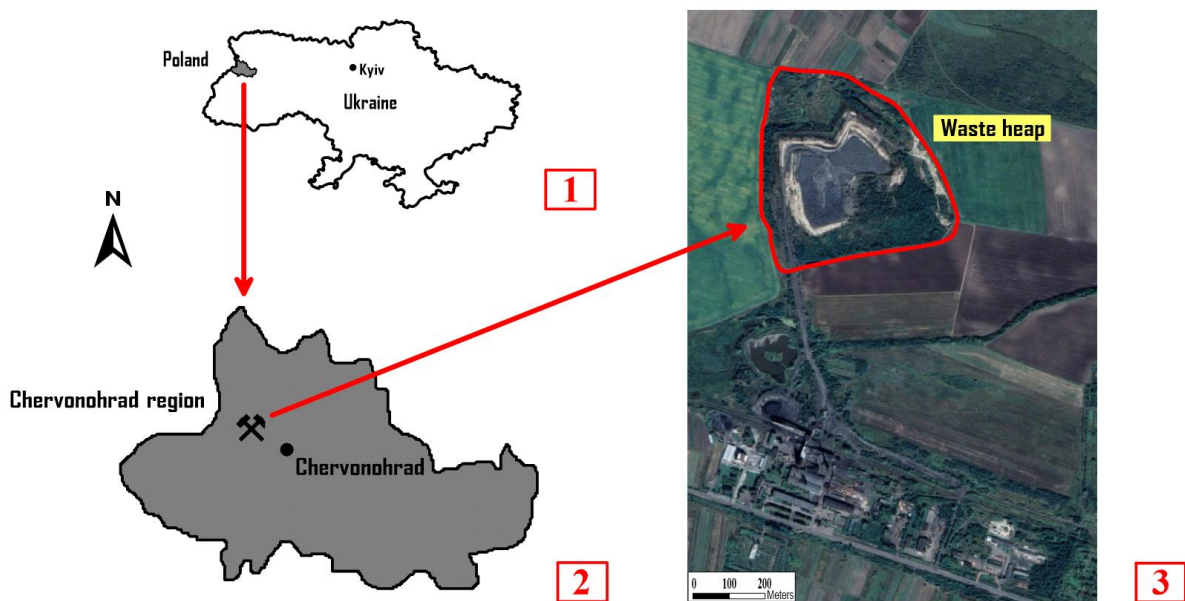 Poland
Kyiv
Ukraine
1
N
Chervonohrad region
Chervonohrad
2
Waste heap
0 100 200
Meters
3